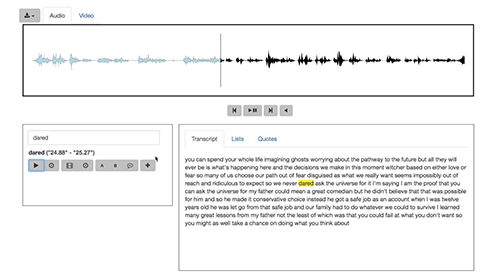 Audio Video
dared
dared ("24.88" - "25.27")
A B
Transcript Lists Quotes
you can spend your whole life imagining ghosts worrying about the pathway to the future but all they will
ever be is what's happening here and the decisions we make in this moment witcher based on either love or
fear so many of us choose our path out of fear disguised as what we really want seems impossibly out of
reach and ridiculous to expect so we never dared ask the universe for it I'm saying I am the proof that you
can ask the universe for my father could mean a great comedian but he didn't believe that that was possible
for him and so he made it conservative choice instead he got a safe job as an account when I was twelve
years old he was let go from that safe job and our family had to do whatever we could to survive I learned
many great lessons from my father not the least of which was that you could fail at what you don't want so
you might as well take a chance on doing what you think about